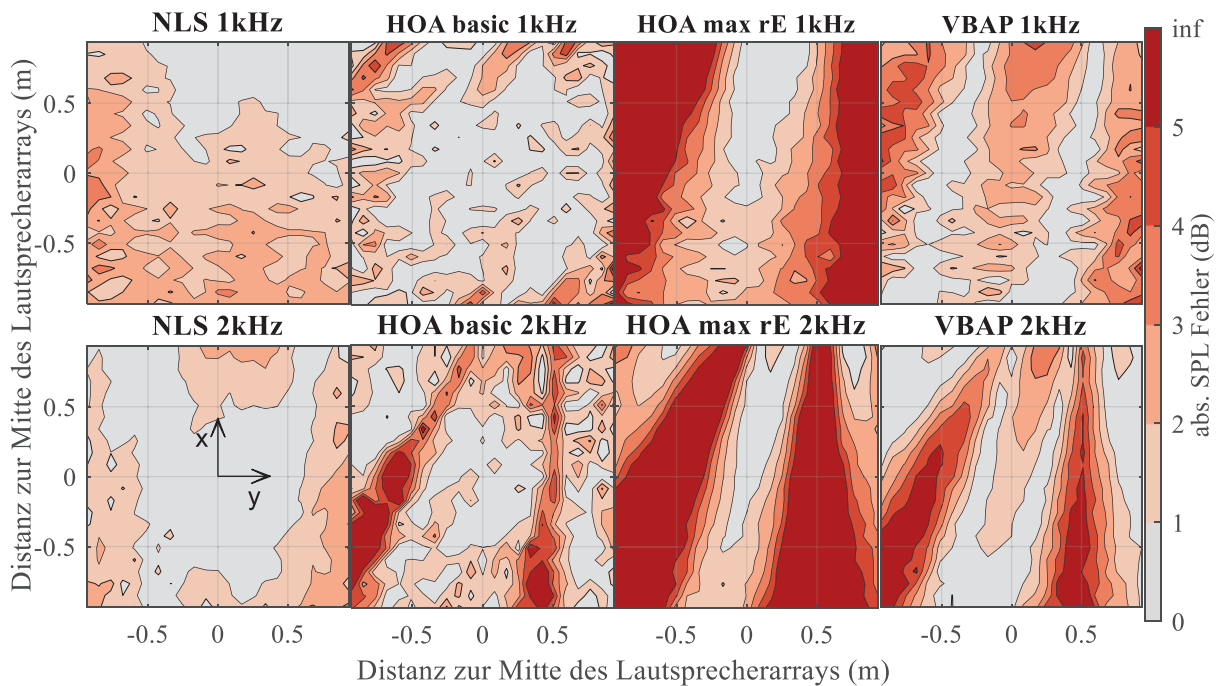 NLS 1kHz HOA basic 1kHz HOA max rE 1kHz VBAP 1kHz
inf
5
4
3
2
1
0
abs. SPL Fehler (dB)
0.5
0
-0.5
NLS 2kHz HOA basic 2kHz HOA max rE 2kHz VBAP 2kHz
0.5
0
-0.5
x
y
Distanz zur Mitte des Lautsprecherarrays (m)
-0.5 0 0.5 -0.5 0 0.5 -0.5 0 0.5 -0.5 0 0.5
Distanz zur Mitte des Lautsprecherarrays (m)